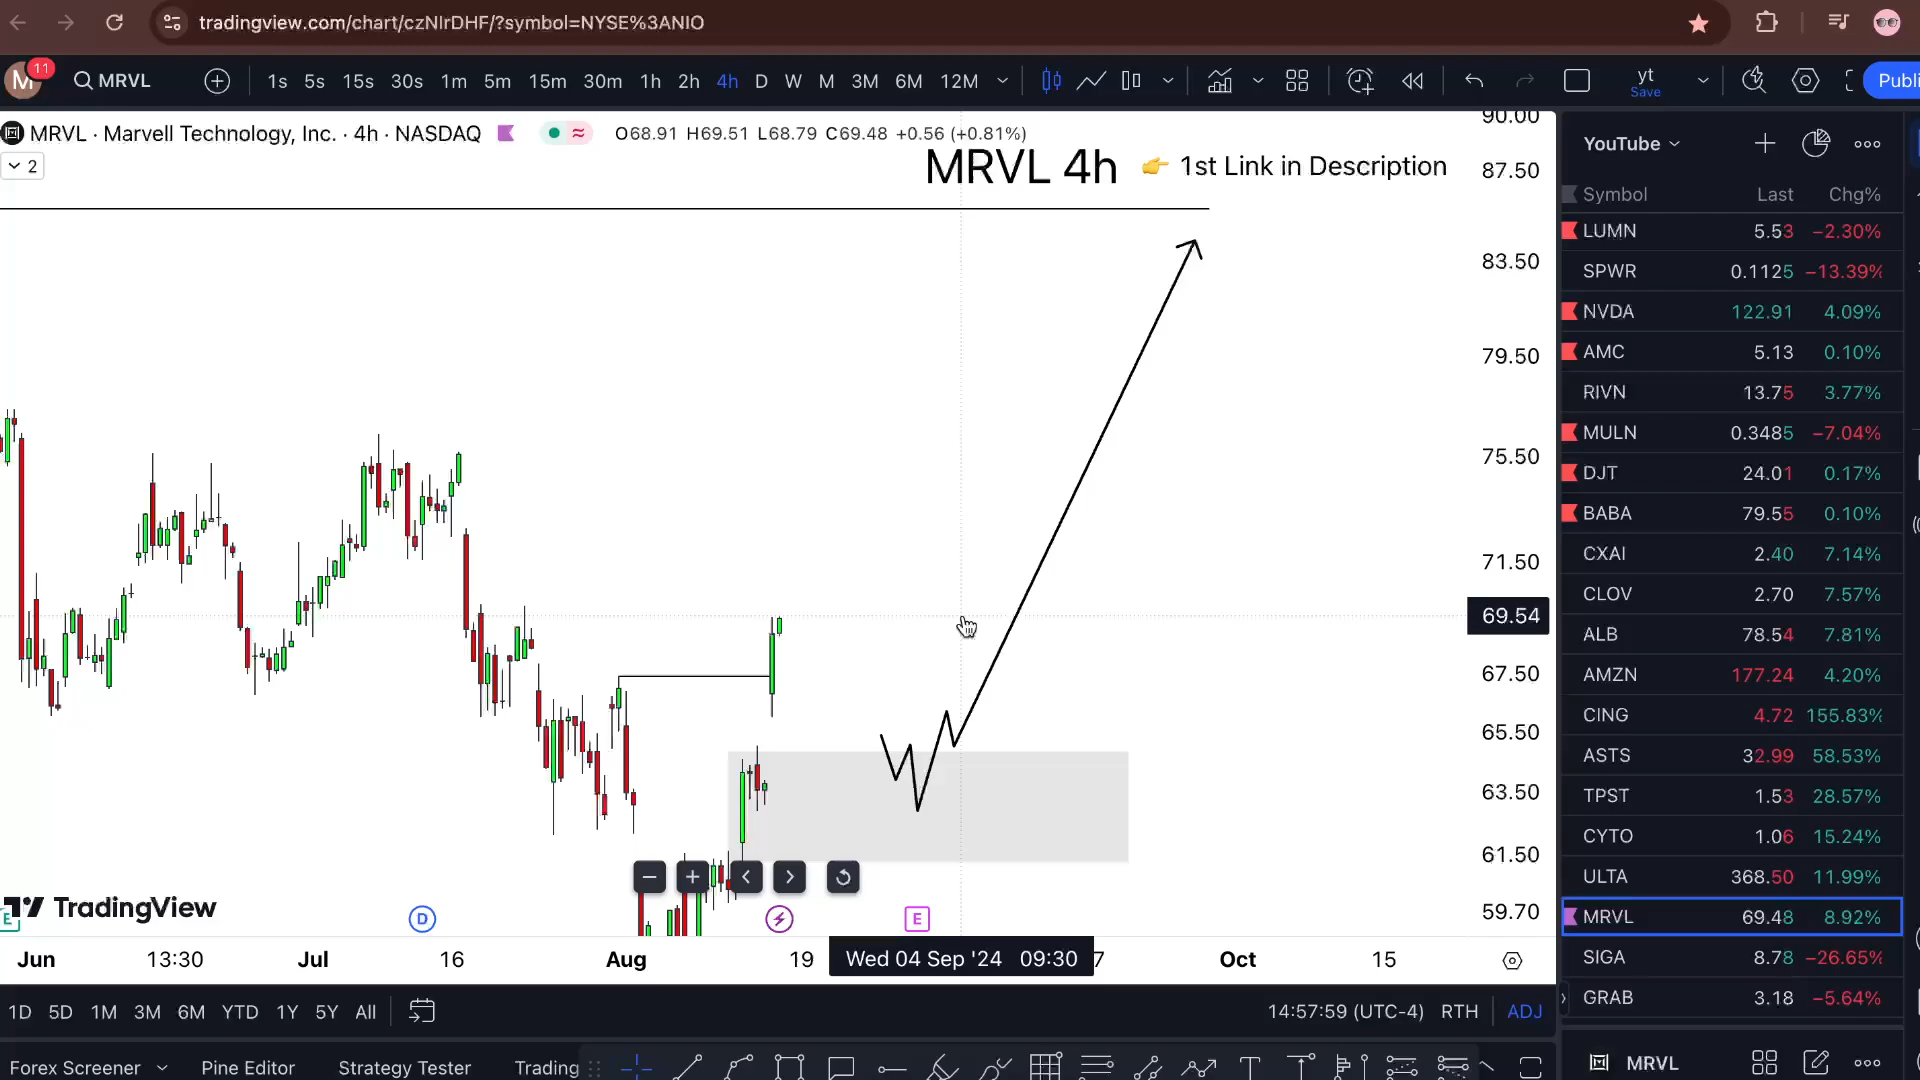 tradingview.com/chart/czNIrDHF/?symbol=NYSE%3ANIO
M 11 MRVL 1s 5s 15s 30s 1m 5m 15m 30m 1h 2h 4h D W M 3M 6M 12M yt Save Publi
MRVL · Marvell Technology, Inc. · 4h · NASDAQ O68.91 H69.51 L68.79 C69.48 +0.56 (+0.81%)
2
MRVL 4h 👉 1st Link in Description
90.00
87.50
83.50
79.50
75.50
71.50
69.54
67.50
65.50
63.50
61.50
59.70
TradingView
E D E
Jun 13:30 Jul 16 Aug 19 Wed 04 Sep '24 09:30 7 Oct 15
1D 5D 1M 3M 6M YTD 1Y 5Y All 14:57:59 (UTC-4) RTH ADJ
Forex Screener Pine Editor Strategy Tester Trading
YouTube
Symbol Last Chg%
LUMN 5.53 −2.30%
SPWR 0.1125 −13.39%
NVDA 122.91 4.09%
AMC 5.13 0.10%
RIVN 13.75 3.77%
MULN 0.3485 −7.04%
DJT 24.01 0.17%
BABA 79.55 0.10%
CXAI 2.40 7.14%
CLOV 2.70 7.57%
ALB 78.54 7.81%
AMZN 177.24 4.20%
CING 4.72 155.83%
ASTS 32.99 58.53%
TPST 1.53 28.57%
CYTO 1.06 15.24%
ULTA 368.50 11.99%
MRVL 69.48 8.92%
SIGA 8.78 −26.65%
GRAB 3.18 −5.64%
MRVL